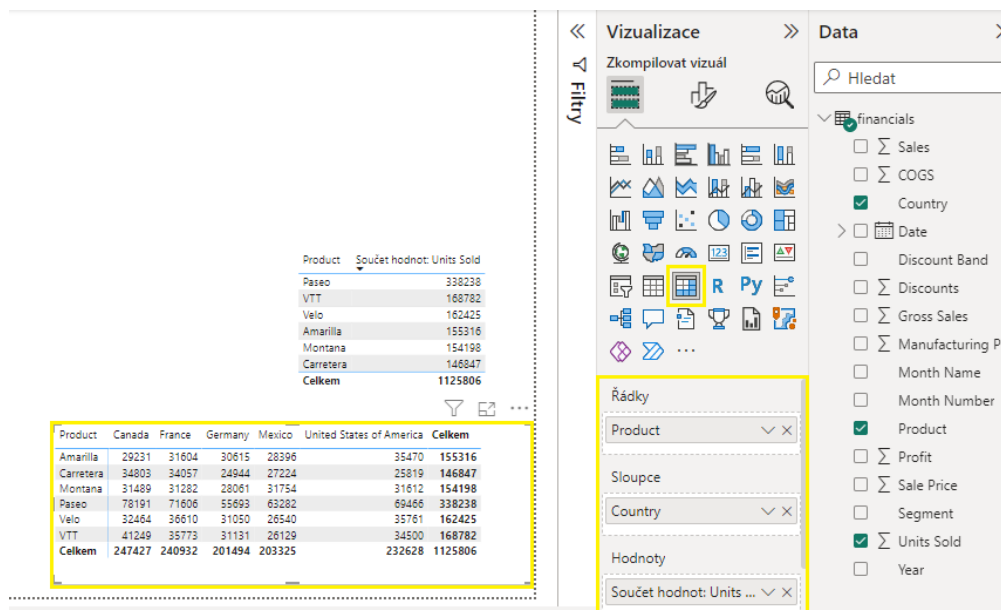 Product Součet hodnot: Units Sold
Paseo 338238
VTT 168782
Velo 162425
Amarilla 155316
Montana 154198
Carretera 146847
Celkem 1125806
Product Canada France Germany Mexico United States of America Celkem
Amarilla 29231 31604 30615 28396 35470 155316
Carretera 34803 34057 24944 27224 25819 146847
Montana 31489 31282 28061 31754 31612 154198
Paseo 78191 71606 55693 63282 69466 338238
Velo 32464 36610 31050 26540 35761 162425
VTT 41249 35773 31131 26129 34500 168782
Celkem 247427 240932 201494 203325 232628 1125806
Filtry
Vizualizace
Zkompilovat vizuál
123
R Py
Řádky
Product
Sloupce
Country
Hodnoty
Součet hodnot: Units ...
Data
Hledat
financials
Sales
COGS
Country
Date
Discount Band
Discounts
Gross Sales
Manufacturing P
Month Name
Month Number
Product
Profit
Sale Price
Segment
Units Sold
Year